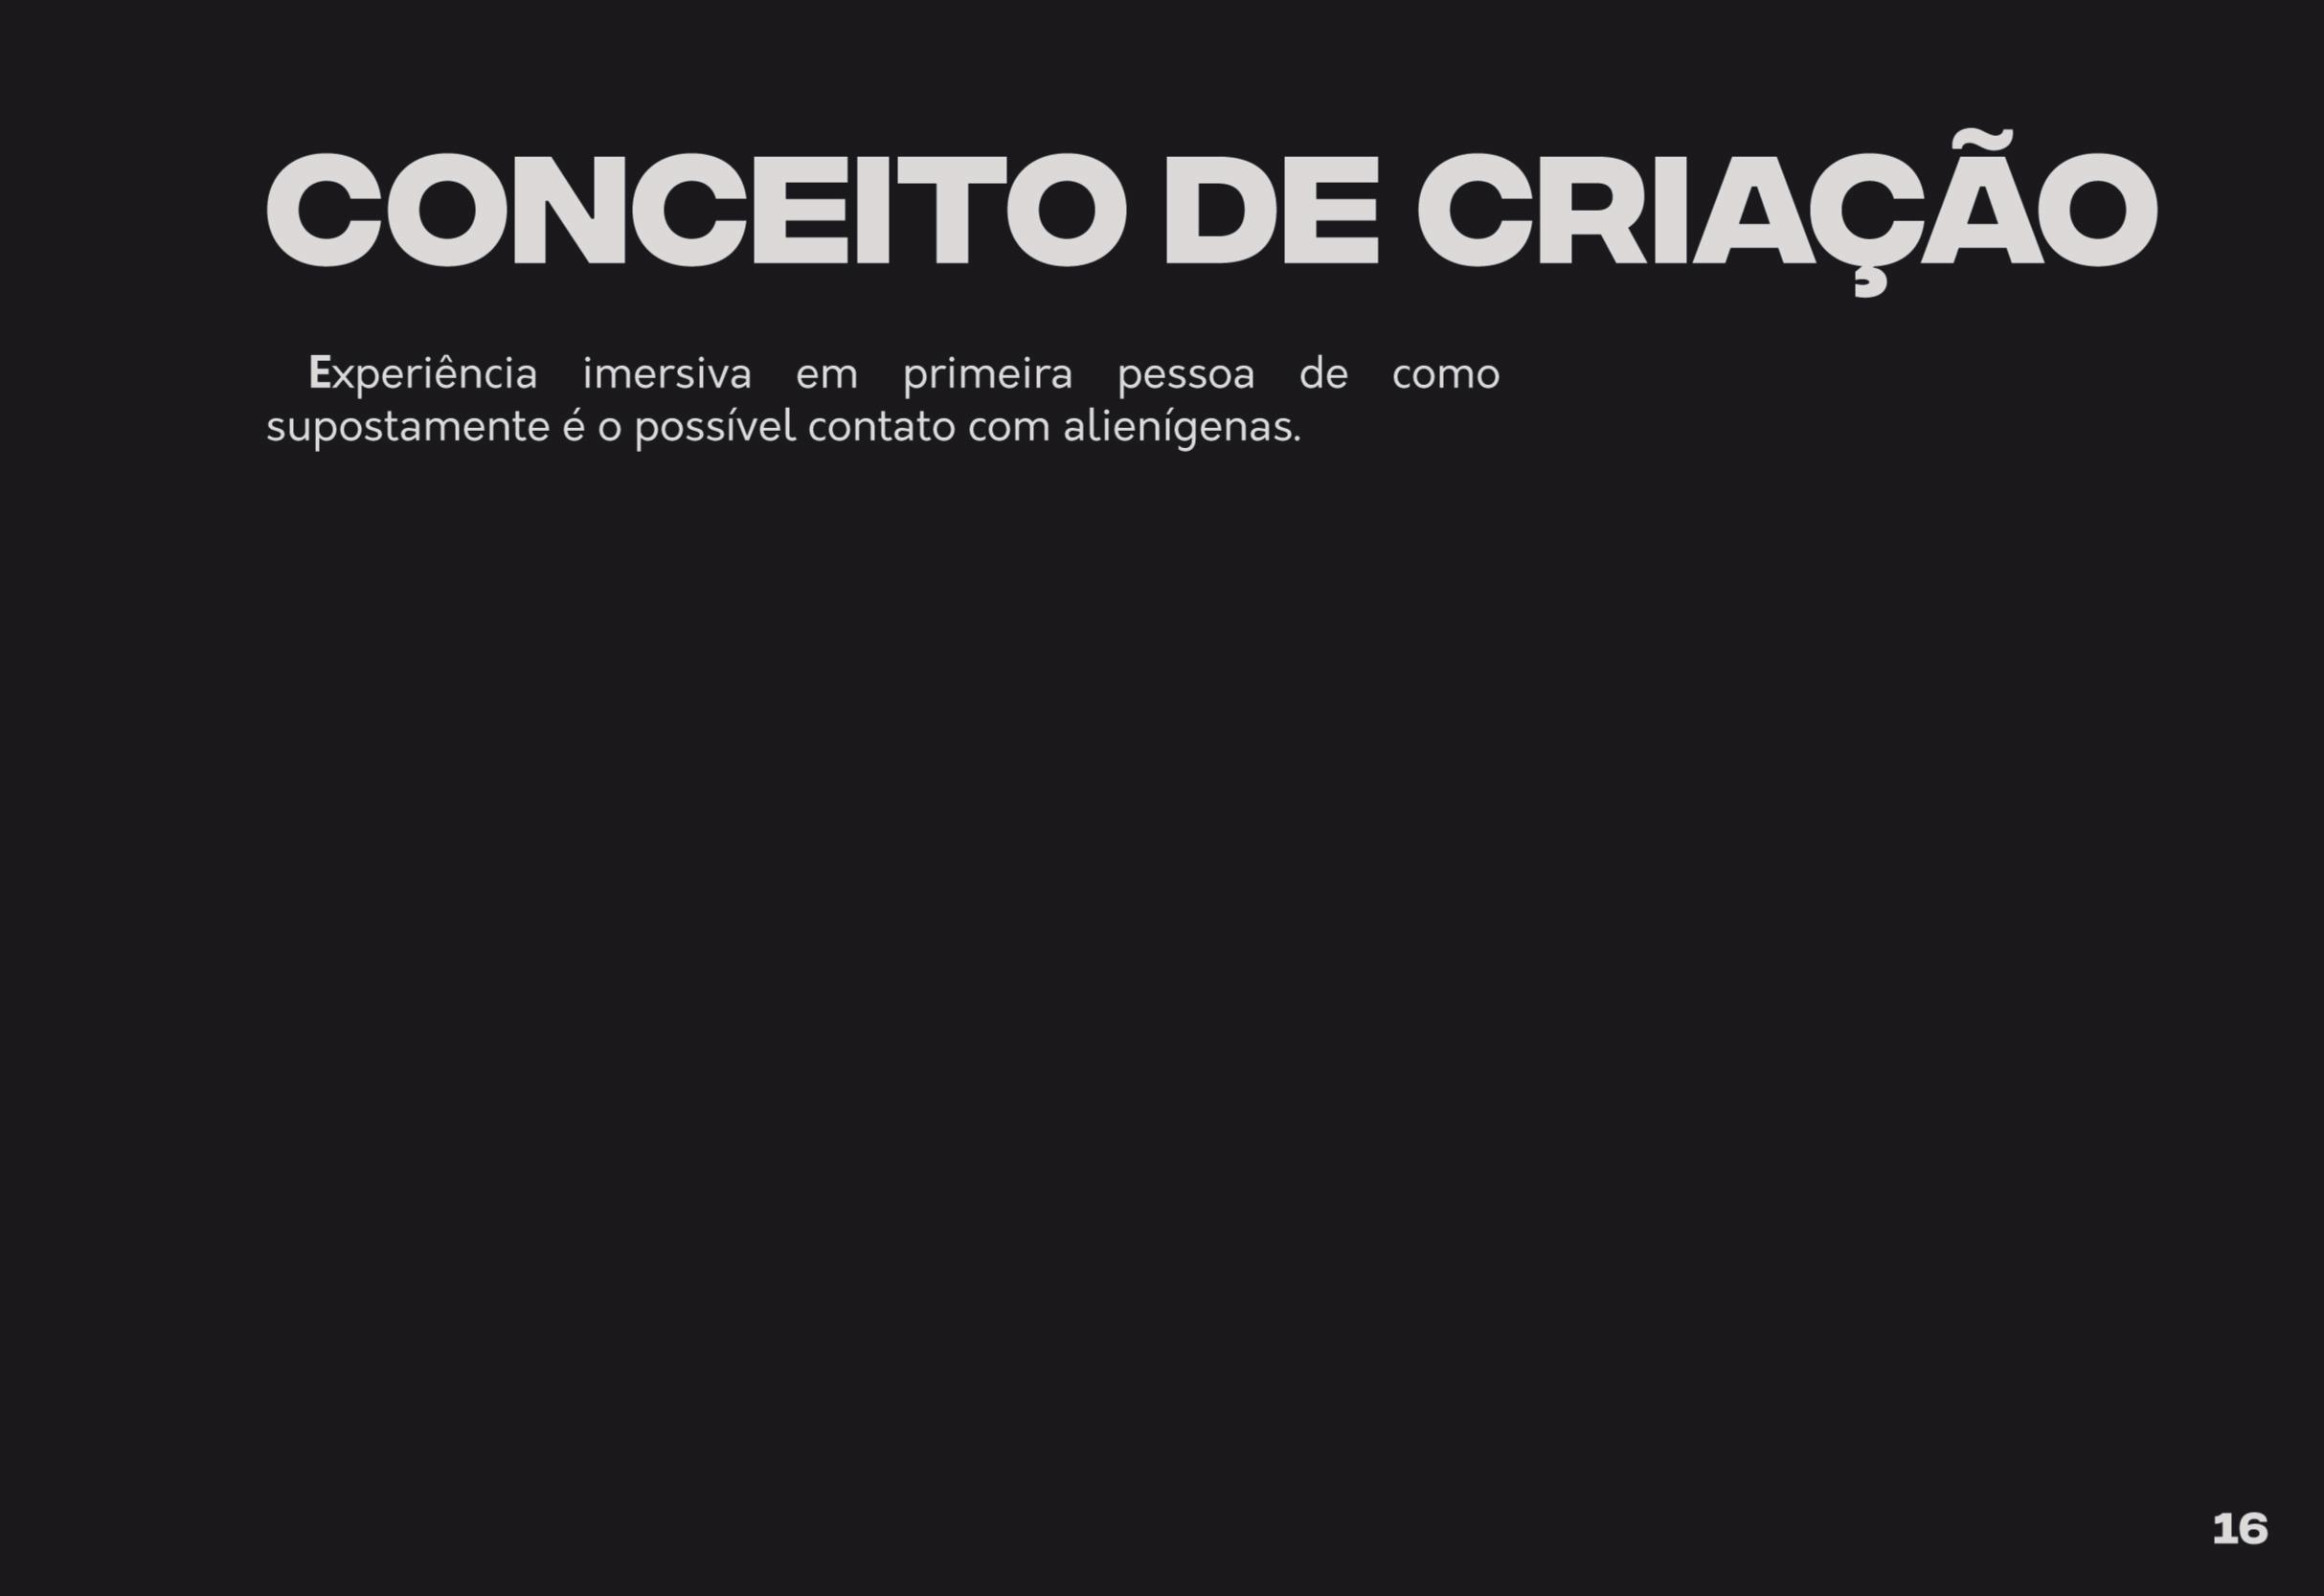 CONCEITO DE CRIAÇÃO
Experiência imersiva em primeira pessoa de como
supostamente é o possível contato com alienígenas.
16